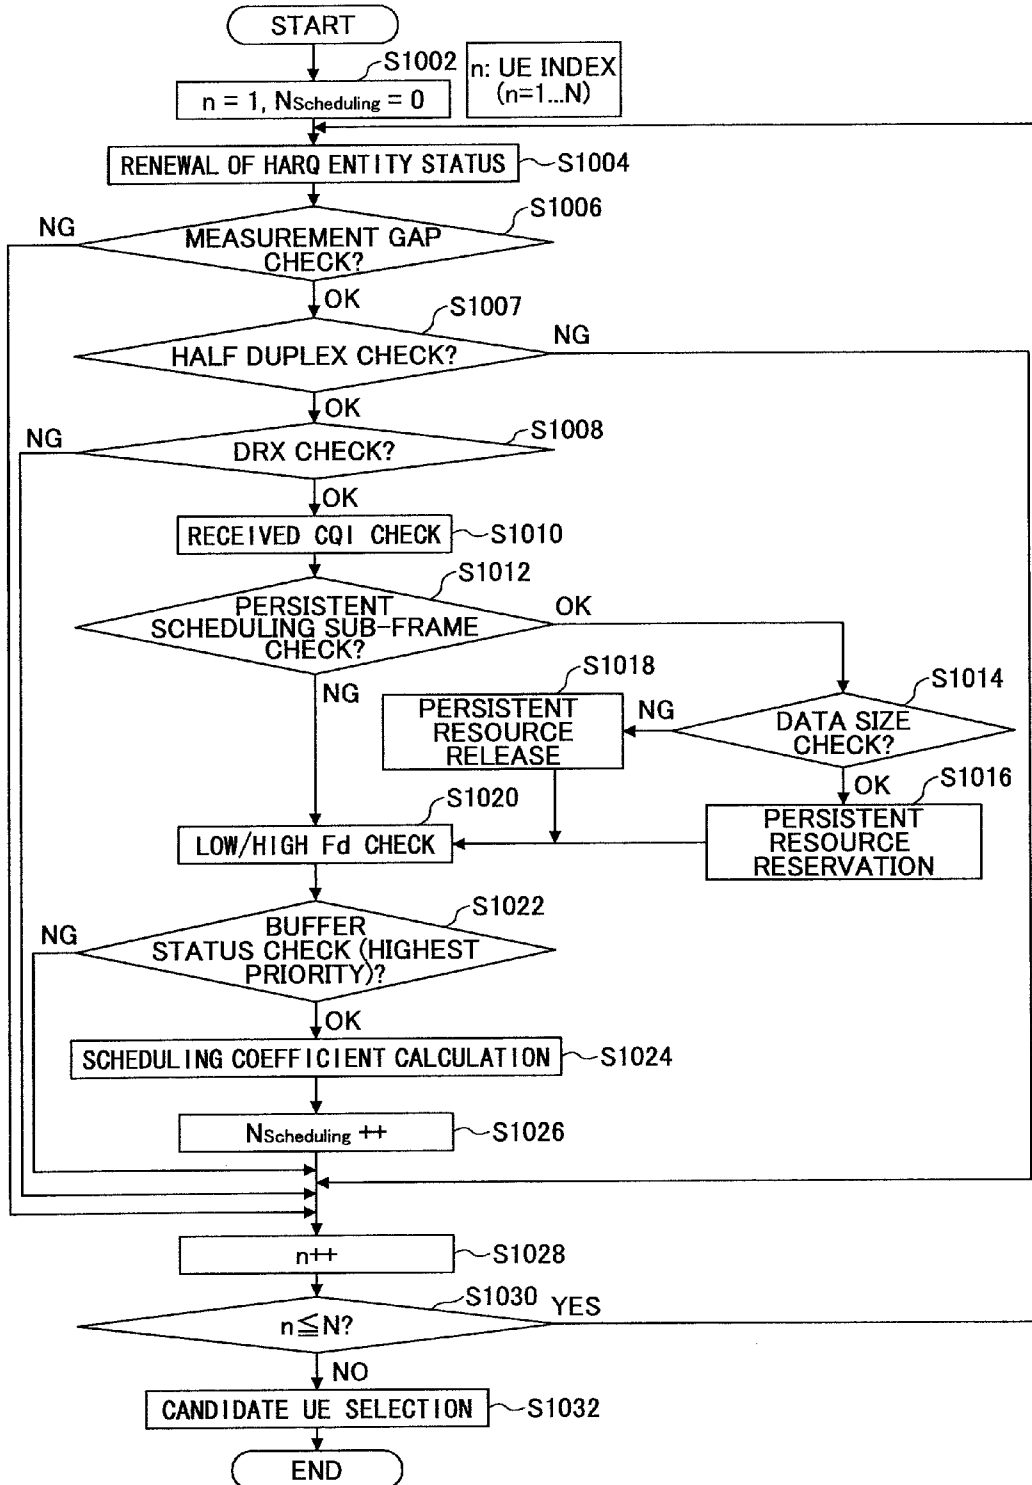 START
S1002
n: UE INDEX
(n=1...N)
n = 1, NScheduling = 0
RENEWAL OF HARQ ENTITY STATUS
S1004
S1006
NG
MEASUREMENT GAP
CHECK?
OK
S1007
NG
HALF DUPLEX CHECK?
OK
S1008
NG
DRX CHECK?
OK
RECEIVED CQI CHECK
S1010
S1012
OK
PERSISTENT
SCHEDULING SUB-FRAME
CHECK?
NG
S1018
PERSISTENT
RESOURCE
RELEASE
NG
S1014
DATA SIZE
CHECK?
OK
S1016
PERSISTENT
RESOURCE
RESERVATION
S1020
LOW/HIGH Fd CHECK
S1022
NG
BUFFER
STATUS CHECK (HIGHEST
PRIORITY)?
OK
SCHEDULING COEFFICIENT CALCULATION
S1024
NScheduling ++
S1026
n++
S1028
S1030
YES
n≦N?
NO
CANDIDATE UE SELECTION
S1032
END